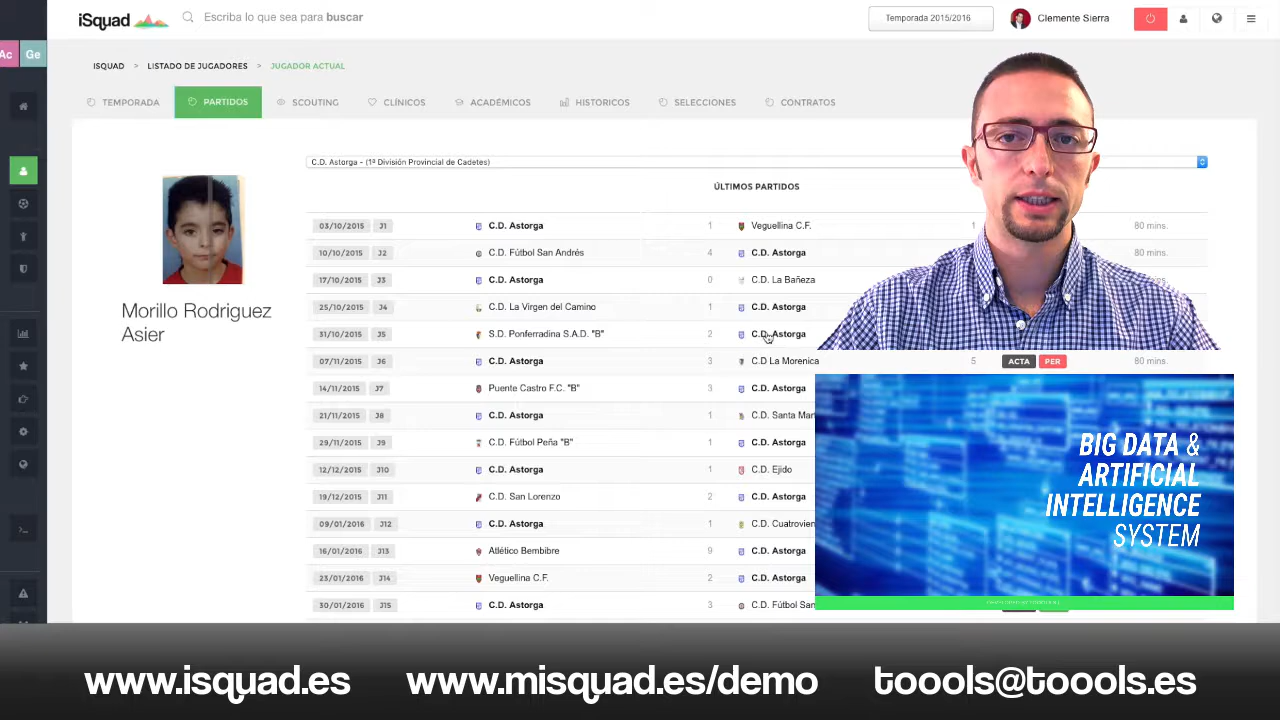 iSquad
Escriba lo que sea para buscar
Temporada 2015/2016
Clemente Sierra
Ac
Ge
ISQUAD > LISTADO DE JUGADORES > JUGADOR ACTUAL
TEMPORADA PARTIDOS SCOUTING CLÍNICOS ACADÉMICOS HISTORICOS SELECCIONES CONTRATOS
C.D. Astorga - (1ª División Provincial de Cadetes)
ÚLTIMOS PARTIDOS
Morillo Rodriguez
Asier
03/10/2015 J1 C.D. Astorga 1 Veguellina C.F. 1 80 mins.
10/10/2015 J2 C.D. Fútbol San Andrés 4 C.D. Astorga 80 mins.
17/10/2015 J3 C.D. Astorga 0 C.D. La Bañeza
25/10/2015 J4 C.D. La Virgen del Camino 1 C.D. Astorga
31/10/2015 J5 S.D. Ponferradina S.A.D. "B" 2 C.D. Astorga
07/11/2015 J6 C.D. Astorga 3 C.D La Morenica 5 ACTA PER 80 mins.
14/11/2015 J7 Puente Castro F.C. "B" 3 C.D. Astorga
21/11/2015 J8 C.D. Astorga 1 C.D. Santa Mar
29/11/2015 J9 C.D. Fútbol Peña "B" 1 C.D. Astorga
12/12/2015 J10 C.D. Astorga 1 C.D. Ejido
19/12/2015 J11 C.D. San Lorenzo 2 C.D. Astorga
09/01/2016 J12 C.D. Astorga 1 C.D. Cuatrovien
16/01/2016 J13 Atlético Bembibre 9 C.D. Astorga
23/01/2016 J14 Veguellina C.F. 2 C.D. Astorga
30/01/2016 J15 C.D. Astorga 3 C.D. Fútbol San
BIG DATA &
ARTIFICIAL
INTELLIGENCE
SYSTEM
www.isquad.es www.misquad.es/demo toools@toools.es